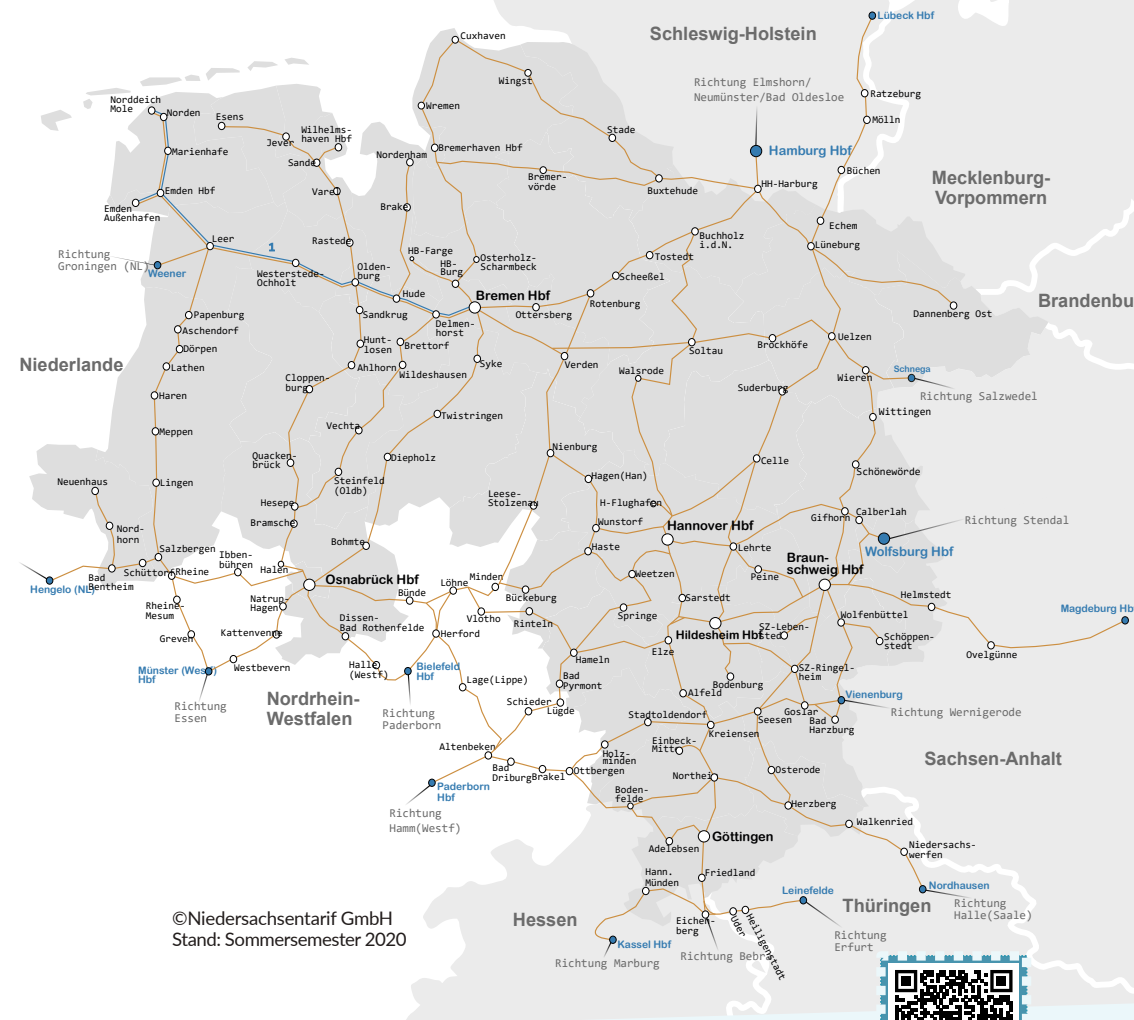 Lübeck Hbf
Schleswig-Holstein
Cuxhaven
Wingst
Richtung Elmshorn/
Neumünster/Bad Oldesloe
Ratzeburg
Mölln
Norddeich
Mole
Norden
Esens
Wremen
Stade
Jever
Wilhelms-
haven Hbf
Sande
Marienhafe
Nordenham
Bremerhaven Hbf
Hamburg Hbf
Büchen
Mecklenburg-
Vorpommern
Bremer-
vörde
Buxtehude
HH-Harburg
Emden Hbf
Varel
Emden
Außenhafen
Brake
Echem
Leer
1
Rastede
Buchholz
i.d.N.
Lüneburg
Richtung
Groningen (NL)
Weener
HB-Farge
HB-
Burg
Osterholz-
Scharmbeck
Tostedt
Westerstede-
Ochholt
Olden-
burg
Scheeßel
Hude
Bremen Hbf
Ottersberg
Rotenburg
Brandenbu
Dannenberg Ost
Papenburg
Sandkrug
Delmen-
horst
Aschendorf
Dörpen
Hunt-
losen
Brettorf
Soltau
Brockhöfe
Uelzen
Niederlande
Lathen
Ahlhorn
Wildeshausen
Syke
Verden
Walsrode
Wieren
Schnega
Cloppen-
burg
Suderburg
Richtung Salzwedel
Haren
Twistringen
Wittingen
Meppen
Vechta
Nienburg
Quacken-
brück
Diepholz
Celle
Schönewörde
Neuenhaus
Lingen
Steinfeld
(Oldb)
Hagen(Han)
Leese-
Stolzenau
H-Flughafen
Hesepe
Nord-
horn
Bramsche
Wunstorf
Hannover Hbf
Gifhorn
Calberlah
Richtung Stendal
Bohmte
Haste
Lehrte
Wolfsburg Hbf
Salzbergen
Ibben-
bühren
Halen
Braun-
schweig Hbf
Hengelo (NL)
Bad
Bentheim
Schüttorf
Rheine
Osnabrück Hbf
Löhne
Minden
Weetzen
Peine
Bünde
Bückeburg
Helmstedt
Rheine-
Mesum
Natrup-
Hagen
Sarstedt
Magdeburg Hb
Dissen-
Bad Rothenfelde
Vlotho
Rinteln
Springe
Wolfenbüttel
Greven
Kattenvenne
Herford
Hildesheim Hbf
SZ-Leben-
stedt
Schöppen-
stedt
Ovelgünne
Elze
Hameln
Münster (Westf)
Hbf
Westbevern
Halle
(Westf)
Bielefeld
Hbf
Bad
Pyrmont
Bodenburg
SZ-Ringel-
heim
Lage(Lippe)
Alfeld
Vienenburg
Richtung
Essen
Nordrhein-
Westfalen
Richtung
Paderborn
Schieder
Lügde
Stadtoldendorf
Seesen
Goslar
Bad
Harzburg
Richtung Wernigerode
Kreiensen
Altenbeken
Einbeck-
Mitte
Holz-
minden
Sachsen-Anhalt
Bad
Driburg
Brakel
Ottbergen
Osterode
Paderborn
Hbf
Northeim
Boden-
felde
Richtung
Hamm(Westf)
Herzberg
Walkenried
Göttingen
Adelebsen
Niedersachs-
werfen
Hann.
Münden
Friedland
Leinefelde
Nordhausen
Richtung
Halle(Saale)
Thüringen
©Niedersachsentarif GmbH
Stand: Sommersemester 2020
Hessen
Eichen-
berg
Uder
Heiligenstadt
Richtung
Erfurt
Kassel Hbf
Richtung Marburg
Richtung Bebra